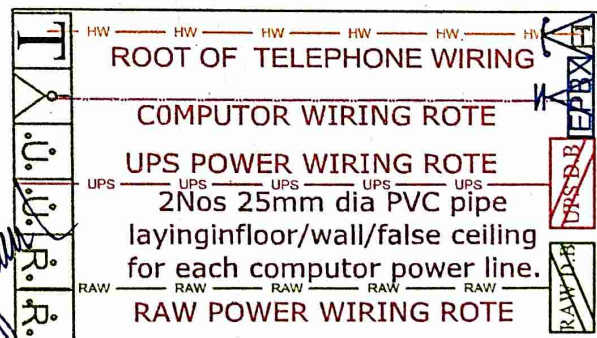 T HW HW HW HW HW HW
ROOT OF TELEPHONE WIRING
COMPUTOR WIRING ROTE
EPBX
UPS POWER WIRING ROTE
.U. UPS UPS UPS UPS UPS UPS D.B
.U.
2Nos 25mm dia PVC pipe
layinginfloor/wall/false ceiling
for each computor power line.
.R. RAW RAW RAW RAW RAW RAW D.B
.R.
RAW POWER WIRING ROTE